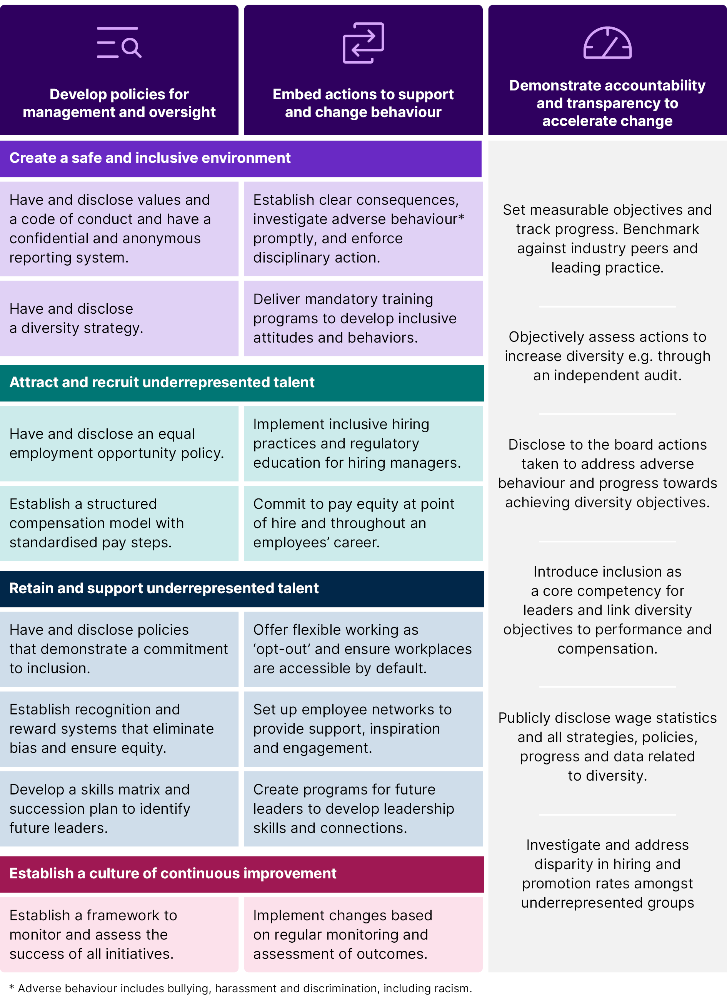 Develop policies for
management and oversight
Embed actions to support
and change behaviour
Demonstrate accountability
and transparency to
accelerate change
Create a safe and inclusive environment
Have and disclose values and
a code of conduct and have a
confidential and anonymous
reporting system.
Establish clear consequences,
investigate adverse behaviour*
promptly, and enforce
disciplinary action.
Have and disclose
a diversity strategy.
Deliver mandatory training
programs to develop inclusive
attitudes and behaviors.
Attract and recruit underrepresented talent
Have and disclose an equal
employment opportunity policy.
Implement inclusive hiring
practices and regulatory
education for hiring managers.
Establish a structured
compensation model with
standardised pay steps.
Commit to pay equity at point
of hire and throughout an
employees’ career.
Retain and support underrepresented talent
Have and disclose policies
that demonstrate a commitment
to inclusion.
Offer flexible working as
‘opt-out’ and ensure workplaces
are accessible by default.
Establish recognition and
reward systems that eliminate
bias and ensure equity.
Set up employee networks to
provide support, inspiration
and engagement.
Develop a skills matrix and
succession plan to identify
future leaders.
Create programs for future
leaders to develop leadership
skills and connections.
Establish a culture of continuous improvement
Establish a framework to
monitor and assess the
success of all initiatives.
Implement changes based
on regular monitoring and
assessment of outcomes.
Set measurable objectives and
track progress. Benchmark
against industry peers and
leading practice.
Objectively assess actions to
increase diversity e.g. through
an independent audit.
Disclose to the board actions
taken to address adverse
behaviour and progress towards
achieving diversity objectives.
Introduce inclusion as
a core competency for
leaders and link diversity
objectives to performance and
compensation.
Publicly disclose wage statistics
and all strategies, policies,
progress and data related
to diversity.
Investigate and address
disparity in hiring and
promotion rates amongst
underrepresented groups
* Adverse behaviour includes bullying, harassment and discrimination, including racism.